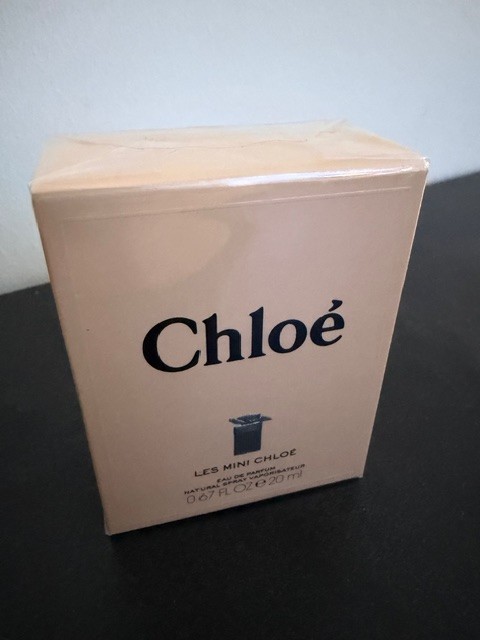 Chloé
LES MINI CHLOÉ
EAU DE PARFUM
NATURAL SPRAY VAPORISATEUR
0.67 FL OZ ℮ 20 ml